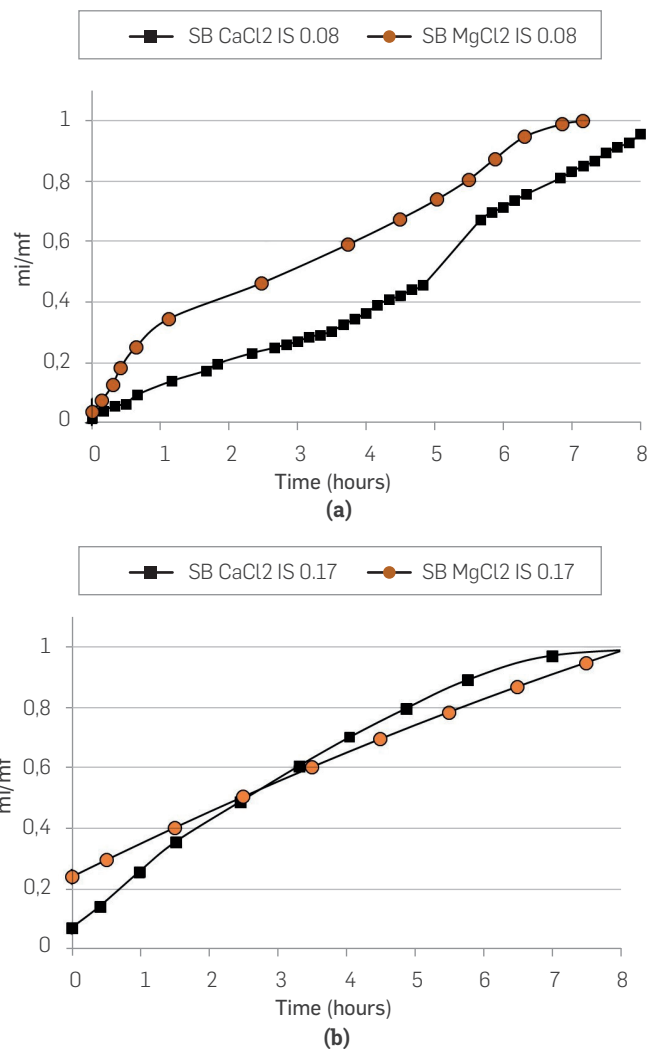 SB CaCl2 IS 0.08 SB MgCl2 IS 0.08
1
0,8
0,6
0,4
0,2
0
mi/mf
0 1 2 3 4 5 6 7 8
Time (hours)
(a)
SB CaCl2 IS 0.17 SB MgCl2 IS 0.17
1
0,8
0,6
0,4
0,2
0
mi/mf
0 1 2 3 4 5 6 7 8
Time (hours)
(b)